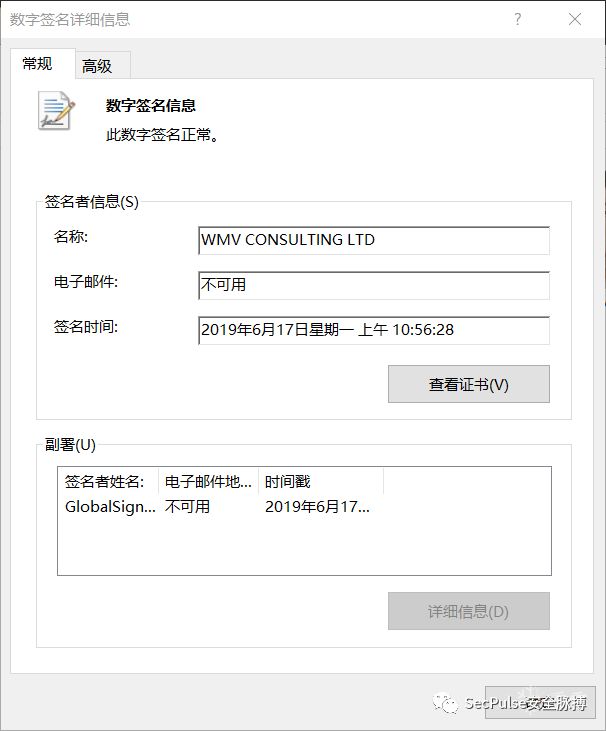 数字签名详细信息
常规
高级
数字签名信息
此数字签名正常。
签名者信息(S)
名称: WMV CONSULTING LTD
电子邮件: 不可用
签名时间: 2019年6月17日星期一 上午 10:56:28
查看证书(V)
副署(U)
签名者姓名: 电子邮件地... 时间戳
GlobalSign... 不可用 2019年6月17...
详细信息(D)
SecPulse安全脉搏